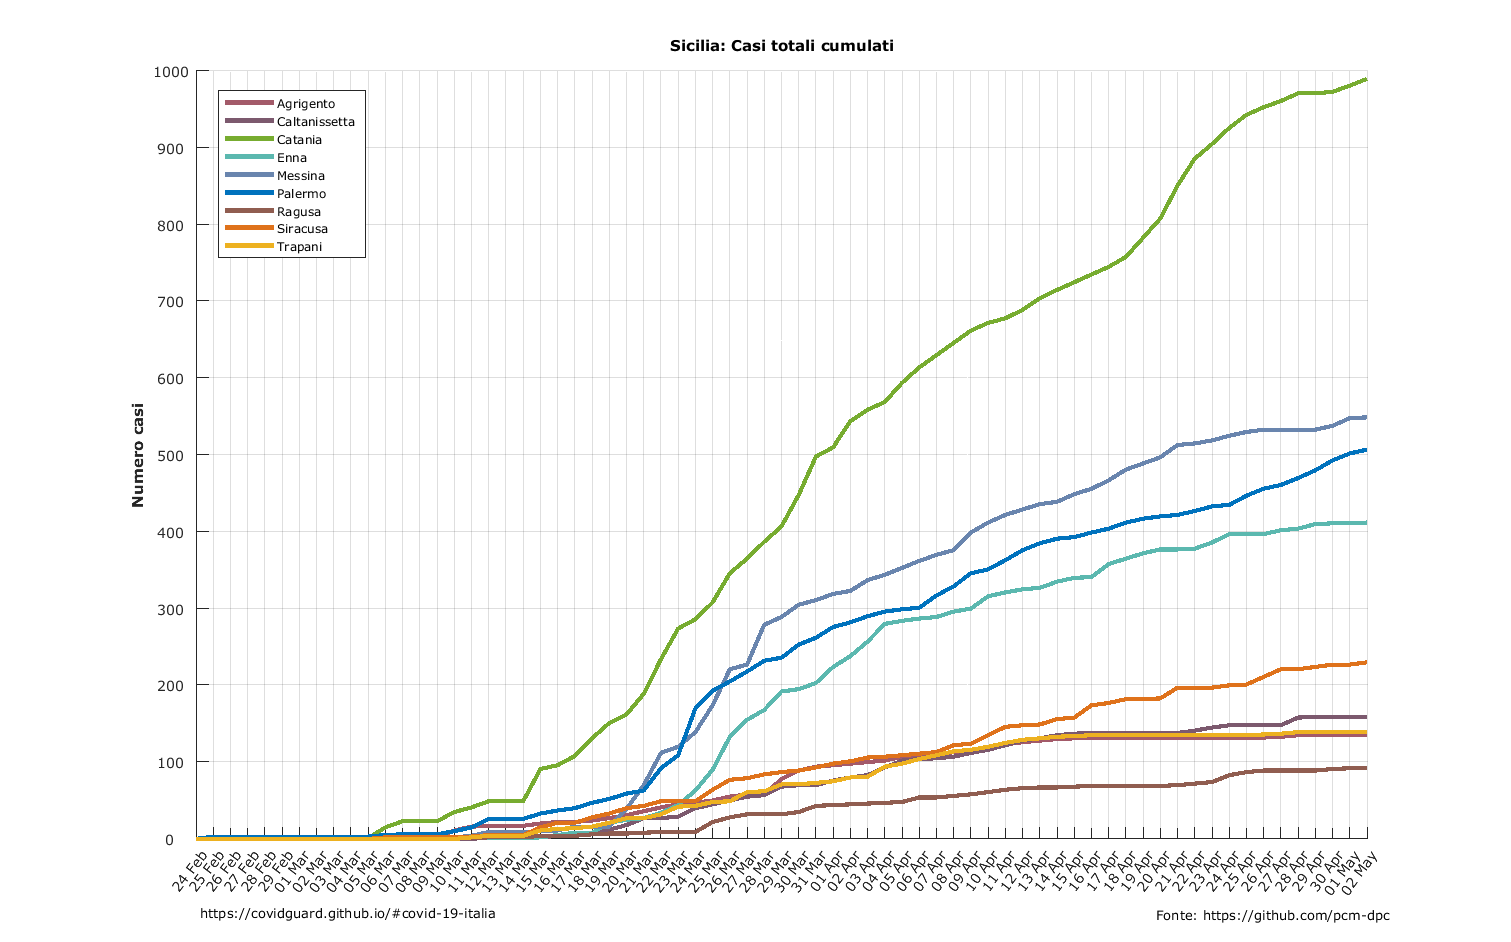 Sicilia: Casi totali cumulati
Numero casi
1000
900
800
700
600
500
400
300
200
100
0
Agrigento
Caltanissetta
Catania
Enna
Messina
Palermo
Ragusa
Siracusa
Trapani
24 Feb
25 Feb
26 Feb
27 Feb
28 Feb
29 Feb
01 Mar
02 Mar
03 Mar
04 Mar
05 Mar
06 Mar
07 Mar
08 Mar
09 Mar
10 Mar
11 Mar
12 Mar
13 Mar
14 Mar
15 Mar
16 Mar
17 Mar
18 Mar
19 Mar
20 Mar
21 Mar
22 Mar
23 Mar
24 Mar
25 Mar
26 Mar
27 Mar
28 Mar
29 Mar
30 Mar
31 Mar
01 Apr
02 Apr
03 Apr
04 Apr
05 Apr
06 Apr
07 Apr
08 Apr
09 Apr
10 Apr
11 Apr
12 Apr
13 Apr
14 Apr
15 Apr
16 Apr
17 Apr
18 Apr
19 Apr
20 Apr
21 Apr
22 Apr
23 Apr
24 Apr
25 Apr
26 Apr
27 Apr
28 Apr
29 Apr
30 Apr
01 May
02 May
https://covidguard.github.io/#covid-19-italia
Fonte: https://github.com/pcm-dpc